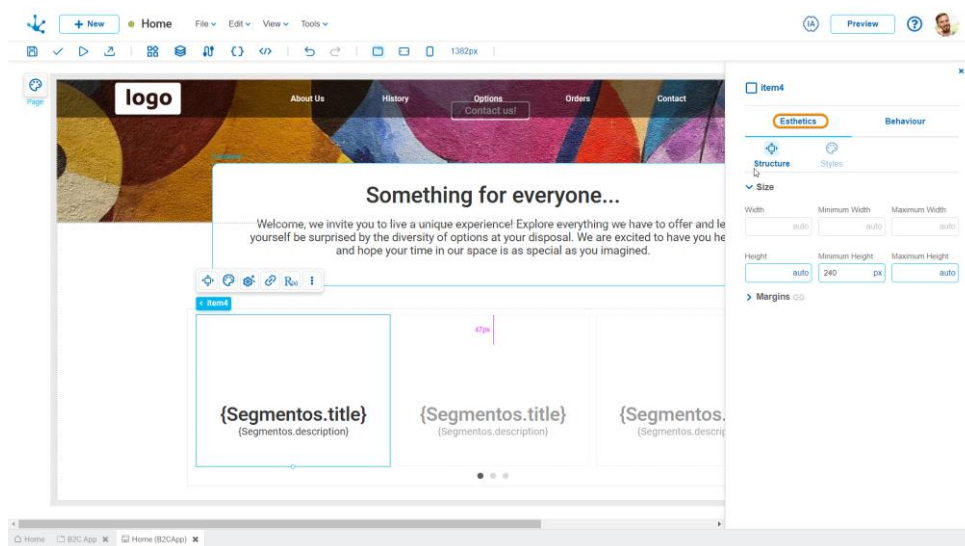 + New
Home
File
Edit
View
Tools
IA
Preview
?
1382px
Page
logo
About Us
History
Options
Orders
Contact
Contact us!
Something for everyone...
Welcome, we invite you to live a unique experience! Explore everything we have to offer and le
yourself be surprised by the diversity of options at your disposal. We are excited to have you he
and hope your time in our space is as special as you imagined.
item4
47px
{Segmentos.title}
{Segmentos.description}
{Segmentos.title}
{Segmentos.description}
{Segmentos.
{Segmentos.descrip
item4
Esthetics
Behaviour
Structure
Styles
Size
Width
Minimum Width
Maximum Width
auto
auto
auto
Height
Minimum Height
Maximum Height
auto
240 px
auto
Margins
Home
B2C App
Home (B2CApp)